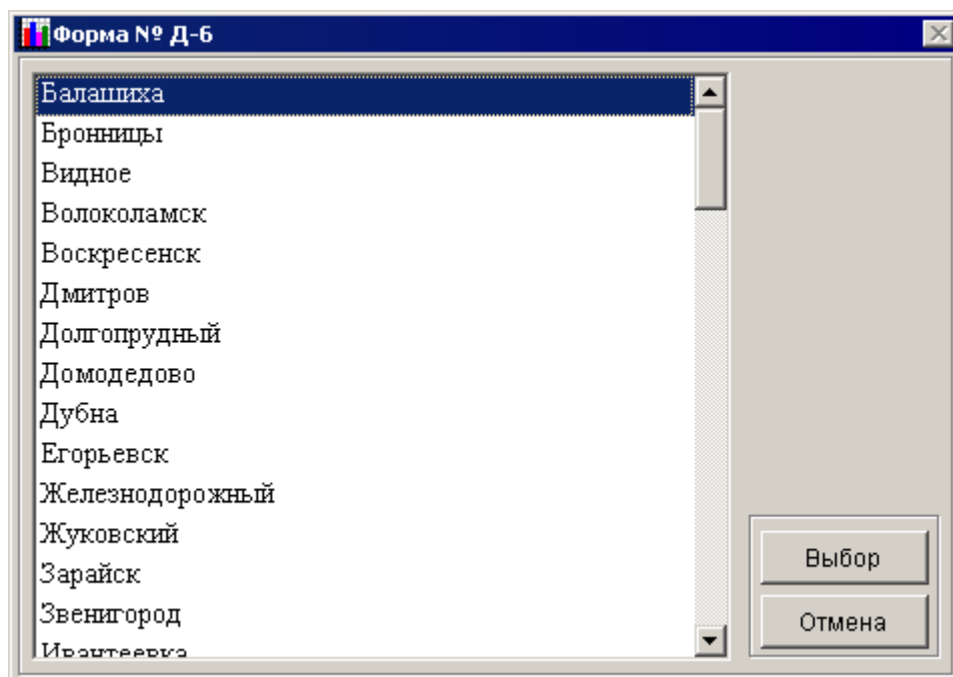 Форма № Д-6
Балашиха
Бронницы
Видное
Волоколамск
Воскресенск
Дмитров
Долгопрудный
Домодедово
Дубна
Егорьевск
Железнодорожный
Жуковский
Зарайск
Звенигород
Ивантеевка
Выбор
Отмена